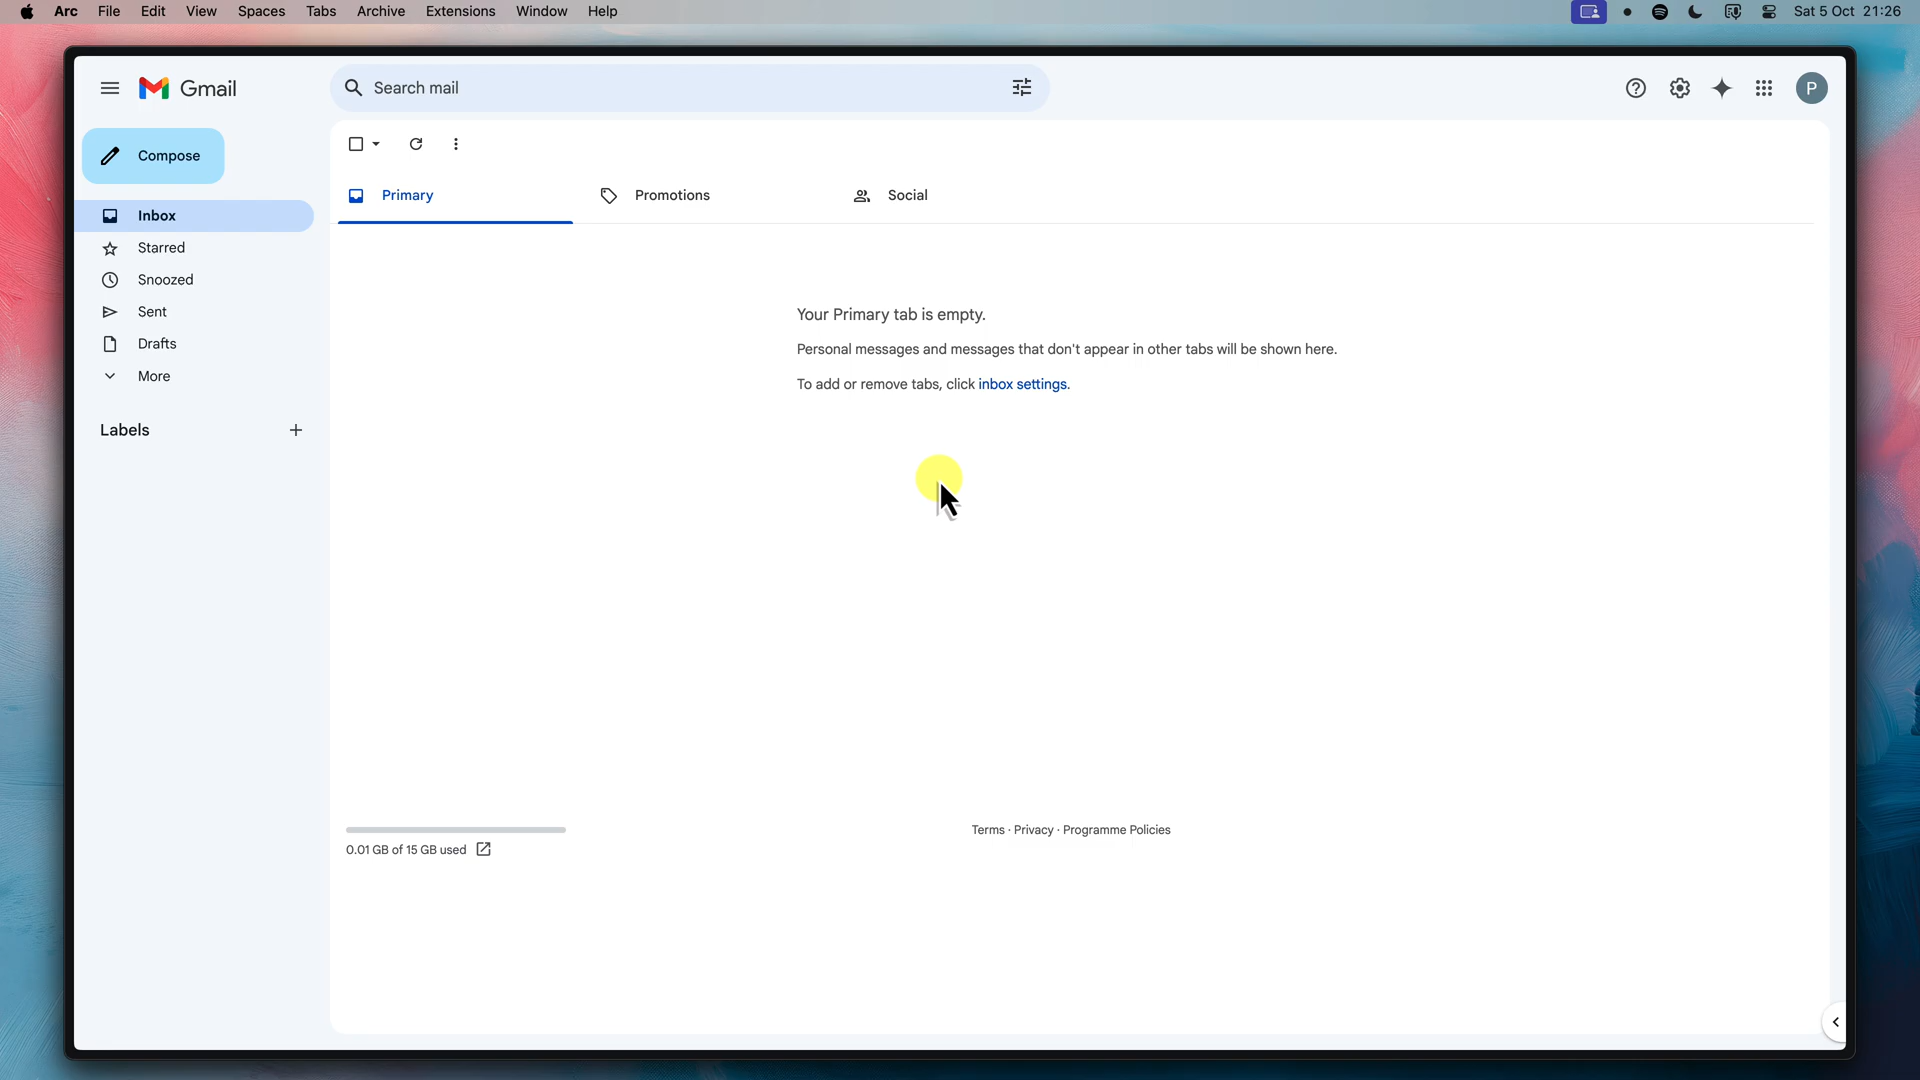 Arc File Edit View Spaces Tabs Archive Extensions Window Help Sat 5 Oct 21:26
Gmail
Search mail
P
Compose
Inbox
Starred
Snoozed
Sent
Drafts
More
Labels
Primary Promotions Social
Your Primary tab is empty.
Personal messages and messages that don't appear in other tabs will be shown here.
To add or remove tabs, click inbox settings.
0.01 GB of 15 GB used
Terms · Privacy · Programme Policies